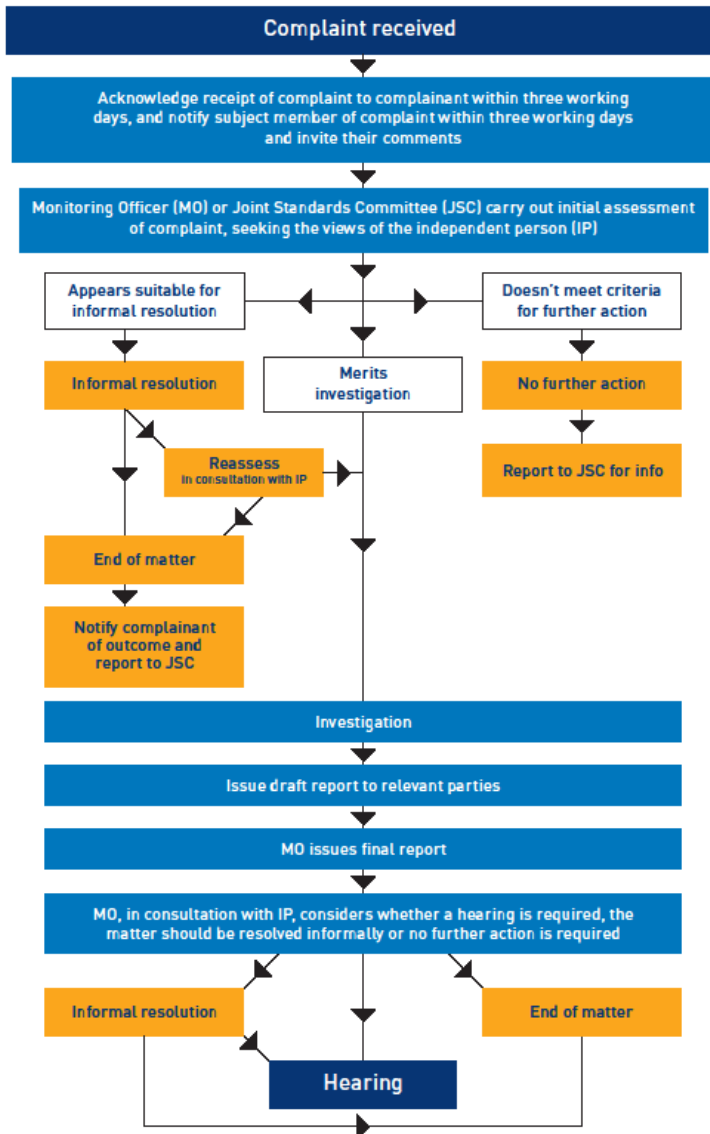 Complaint received
Acknowledge receipt of complaint to complainant within three working
days, and notify subject member of complaint within three working days
and invite their comments
Monitoring Officer (MO) or Joint Standards Committee (JSC) carry out initial assessment
of complaint, seeking the views of the independent person (IP)
Appears suitable for
informal resolution
Doesn't meet criteria
for further action
Informal resolution
Merits
investigation
No further action
Reassess
in consultation with IP
Report to JSC for info
End of matter
Notify complainant
of outcome and
report to JSC
Investigation
Issue draft report to relevant parties
MO issues final report
MO, in consultation with IP, considers whether a hearing is required, the
matter should be resolved informally or no further action is required
Informal resolution
End of matter
Hearing